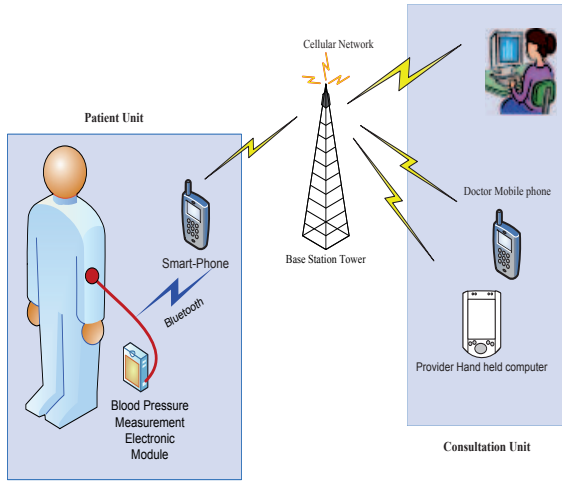 Cellular Network
Patient Unit
Doctor Mobile phone
Smart-Phone
Base Station Tower
Bluetooth
Provider Hand held computer
Blood Pressure
Measurement
Electronic
Module
Consultation Unit